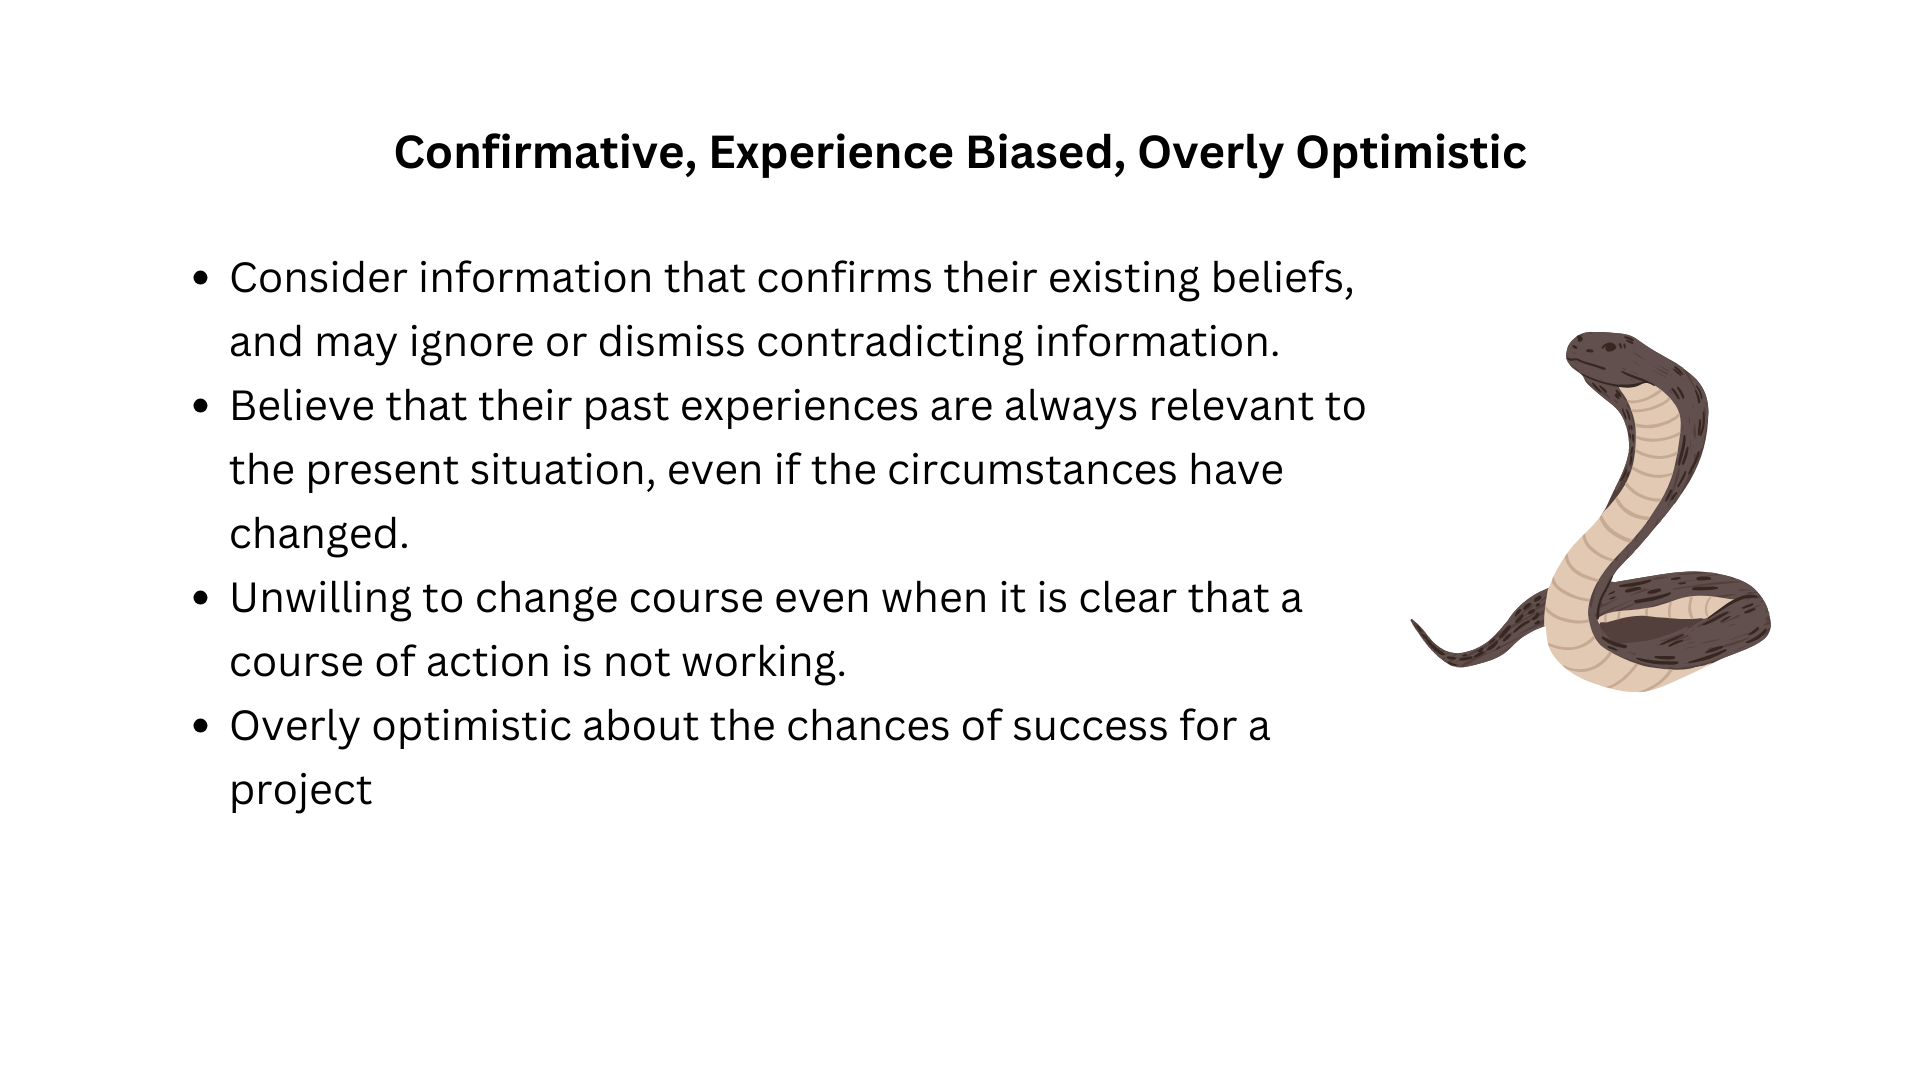 Confirmative, Experience Biased, Overly Optimistic
• Consider information that confirms their existing beliefs,
and may ignore or dismiss contradicting information.
• Believe that their past experiences are always relevant to
the present situation, even if the circumstances have
changed.
• Unwilling to change course even when it is clear that a
course of action is not working.
• Overly optimistic about the chances of success for a
project